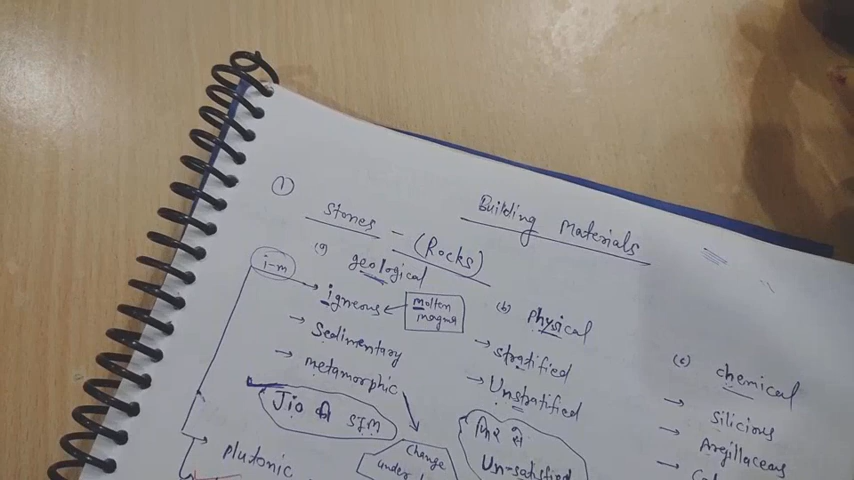 Building Materials
①
Stones - (Rocks)
(a) geological
i-m
→ igneous ← molten magma
→ Sedimentary
→ metamorphic
Jio की SIM
Change
under
→ plutonic
(b) physical
→ stratified
→ Unstratified
फिर से
Un-satisfied
(c) chemical
→ Silicious
→ Argillaceous
→